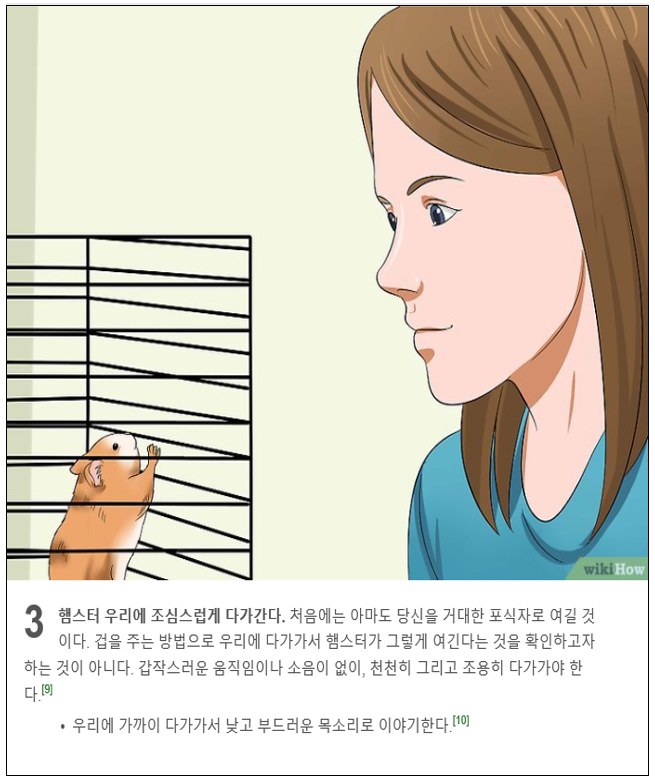 wikiHow
3 햄스터 우리에 조심스럽게 다가간다. 처음에는 아마도 당신을 거대한 포식자로 여길 것
이다. 겁을 주는 방법으로 우리에 다가가서 햄스터가 그렇게 여긴다는 것을 확인하고자
하는 것이 아니다. 갑작스러운 움직임이나 소음이 없이, 천천히 그리고 조용히 다가가야 한
다.[9]
• 우리에 가까이 다가가서 낮고 부드러운 목소리로 이야기한다.[10]